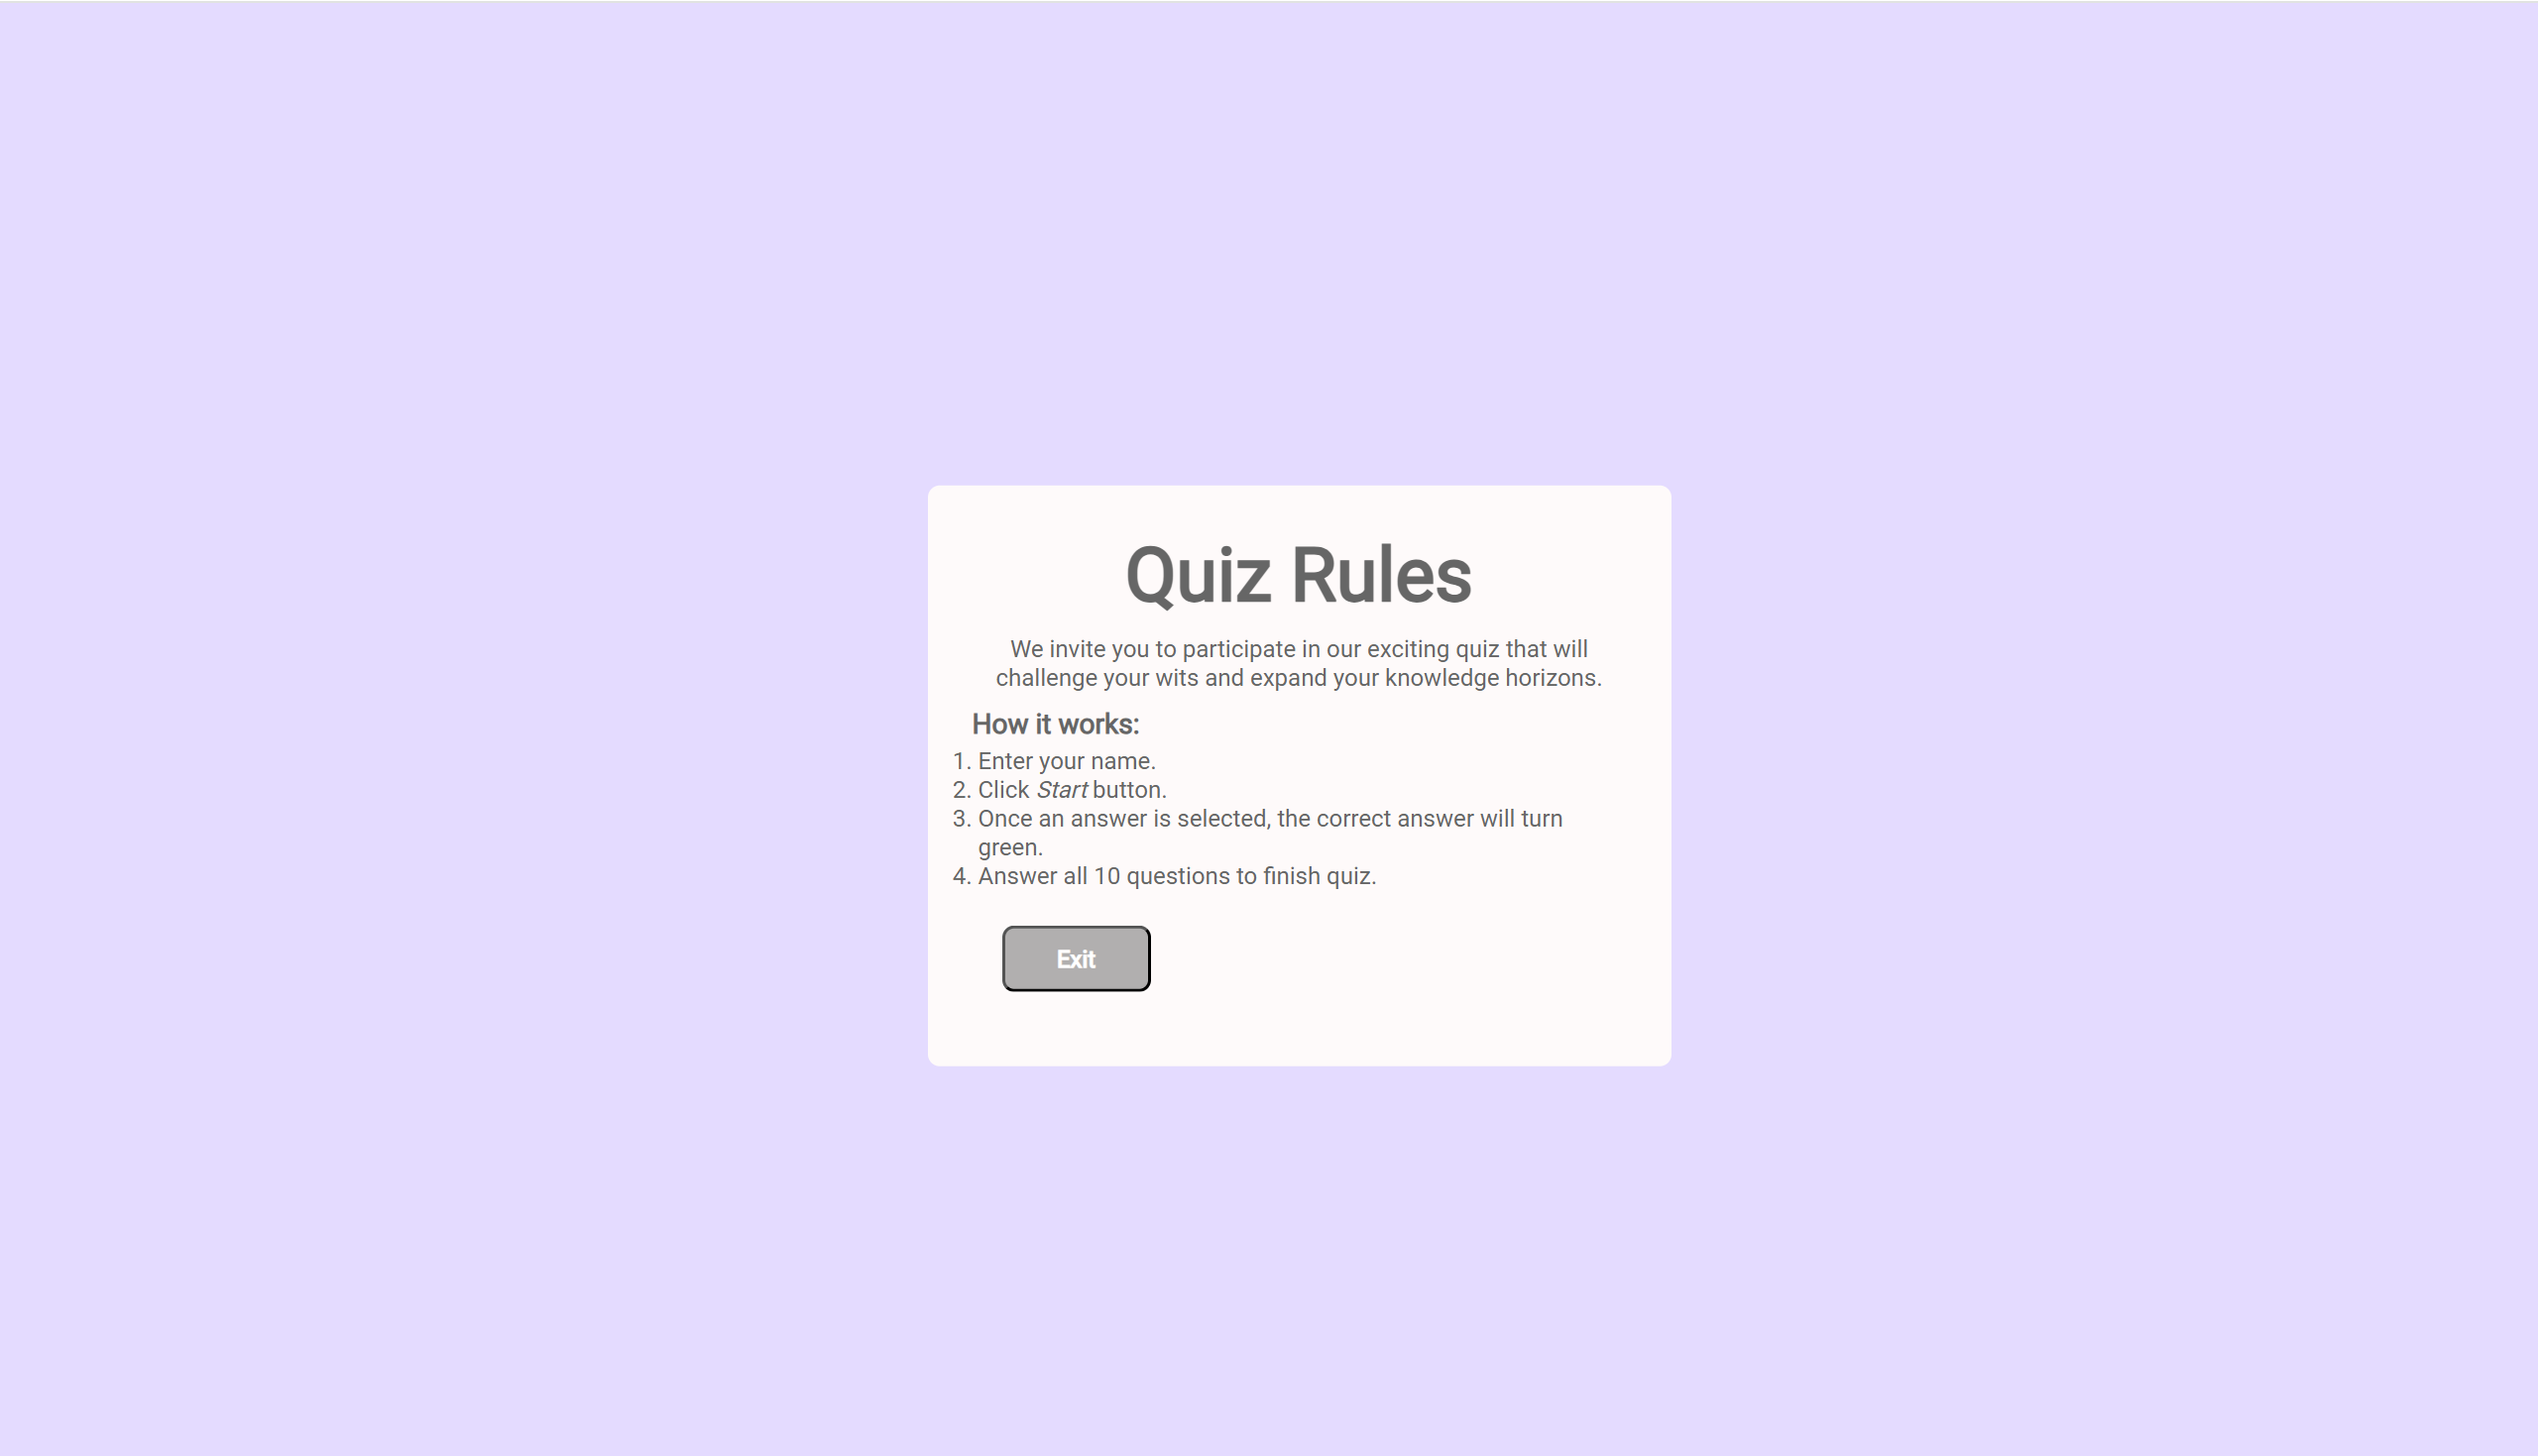 Quiz Rules
We invite you to participate in our exciting quiz that will
challenge your wits and expand your knowledge horizons.
How it works:
1. Enter your name.
2. Click Start button.
3. Once an answer is selected, the correct answer will turn
green.
4. Answer all 10 questions to finish quiz.
Exit